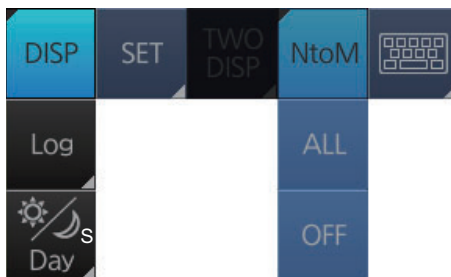 DISP
SET
TWO
DISP
NtoM
Log
ALL
S
Day
OFF